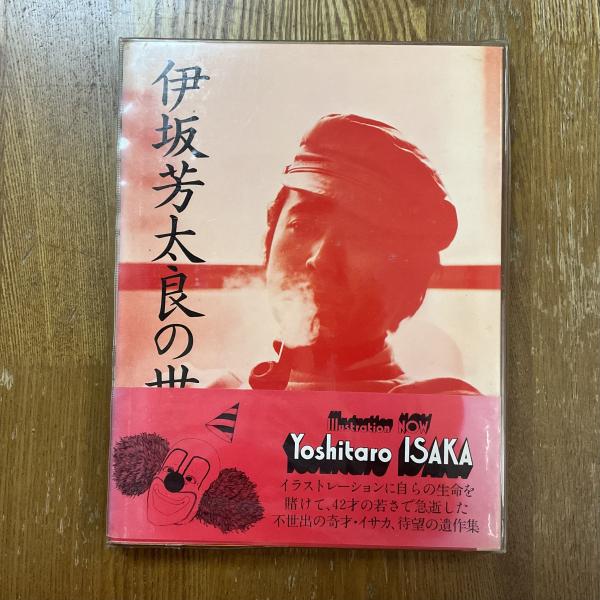 伊坂芳太良の世
Illustration NOW
Yoshitaro ISAKA
イラストレーションに自らの生命を
賭けて、42才の若さで急逝した
不世出の奇才・イサカ、待望の遺作集